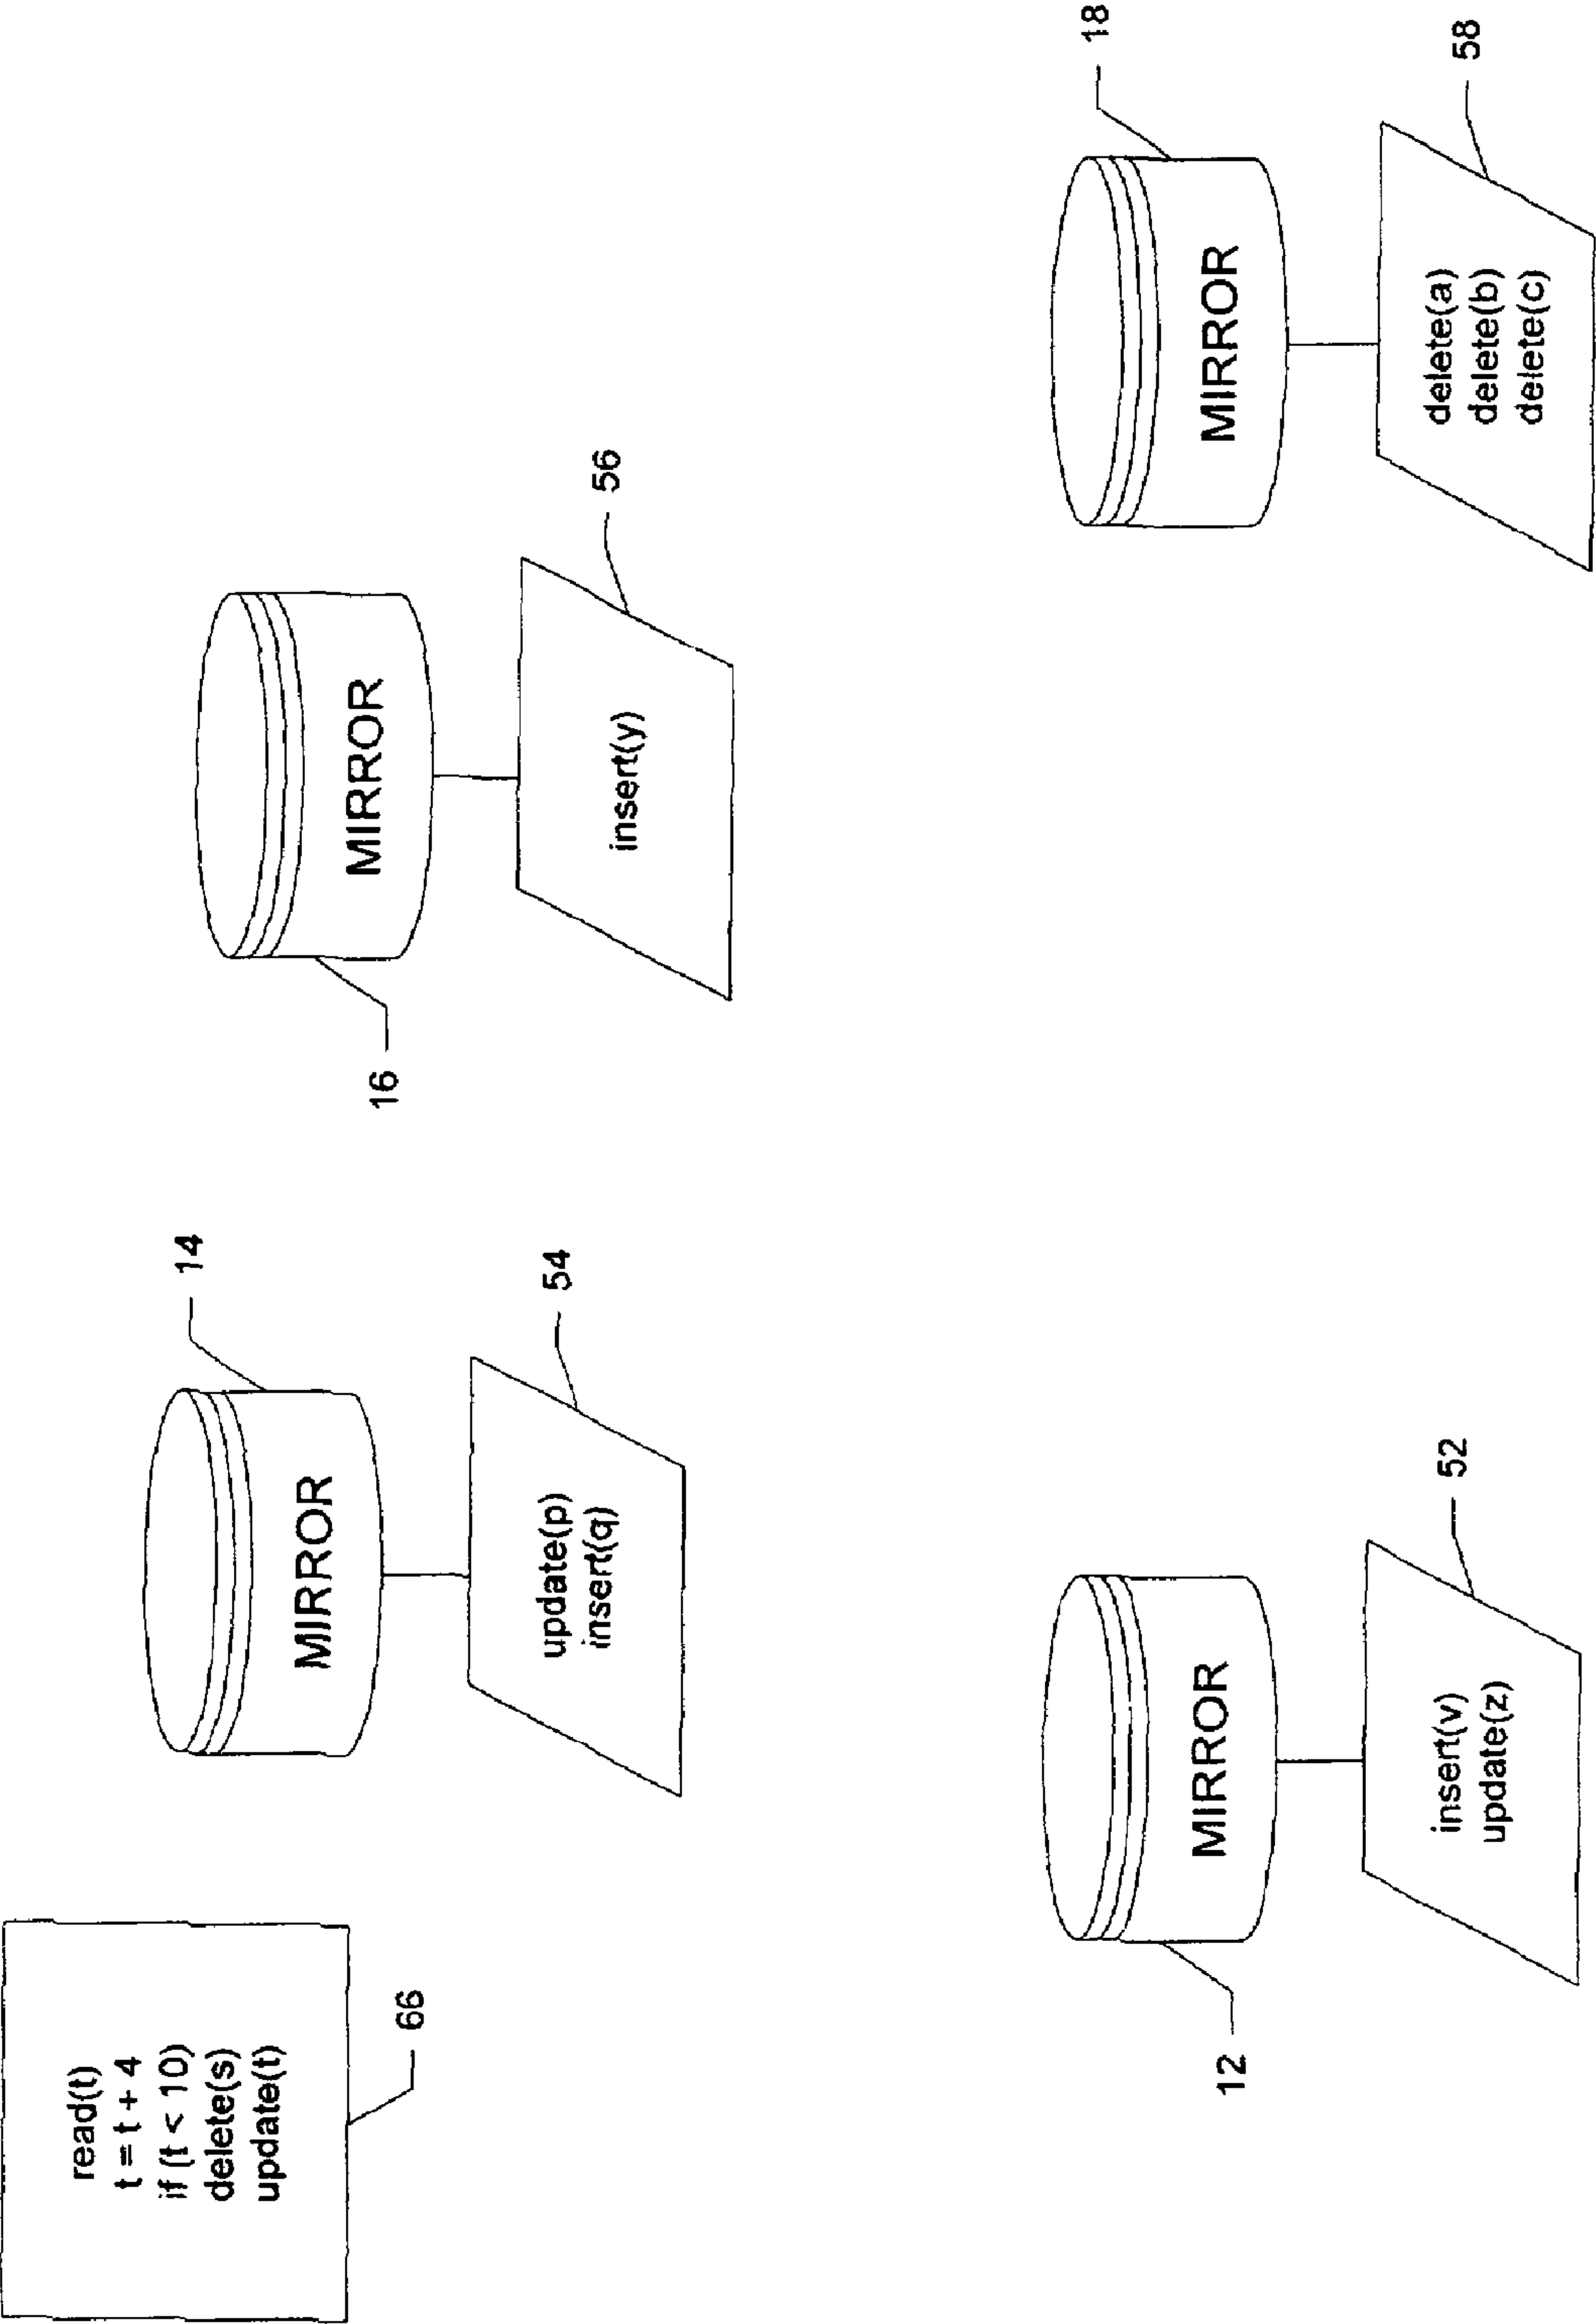 read(t)
t = t + 4
if (t < 10)
delete(s)
update(t)
66
14
MIRROR
update(p)
insert(q)
54
16
MIRROR
insert(y)
56
12
MIRROR
insert(v)
update(z)
52
18
MIRROR
delete(a)
delete(b)
delete(c)
58